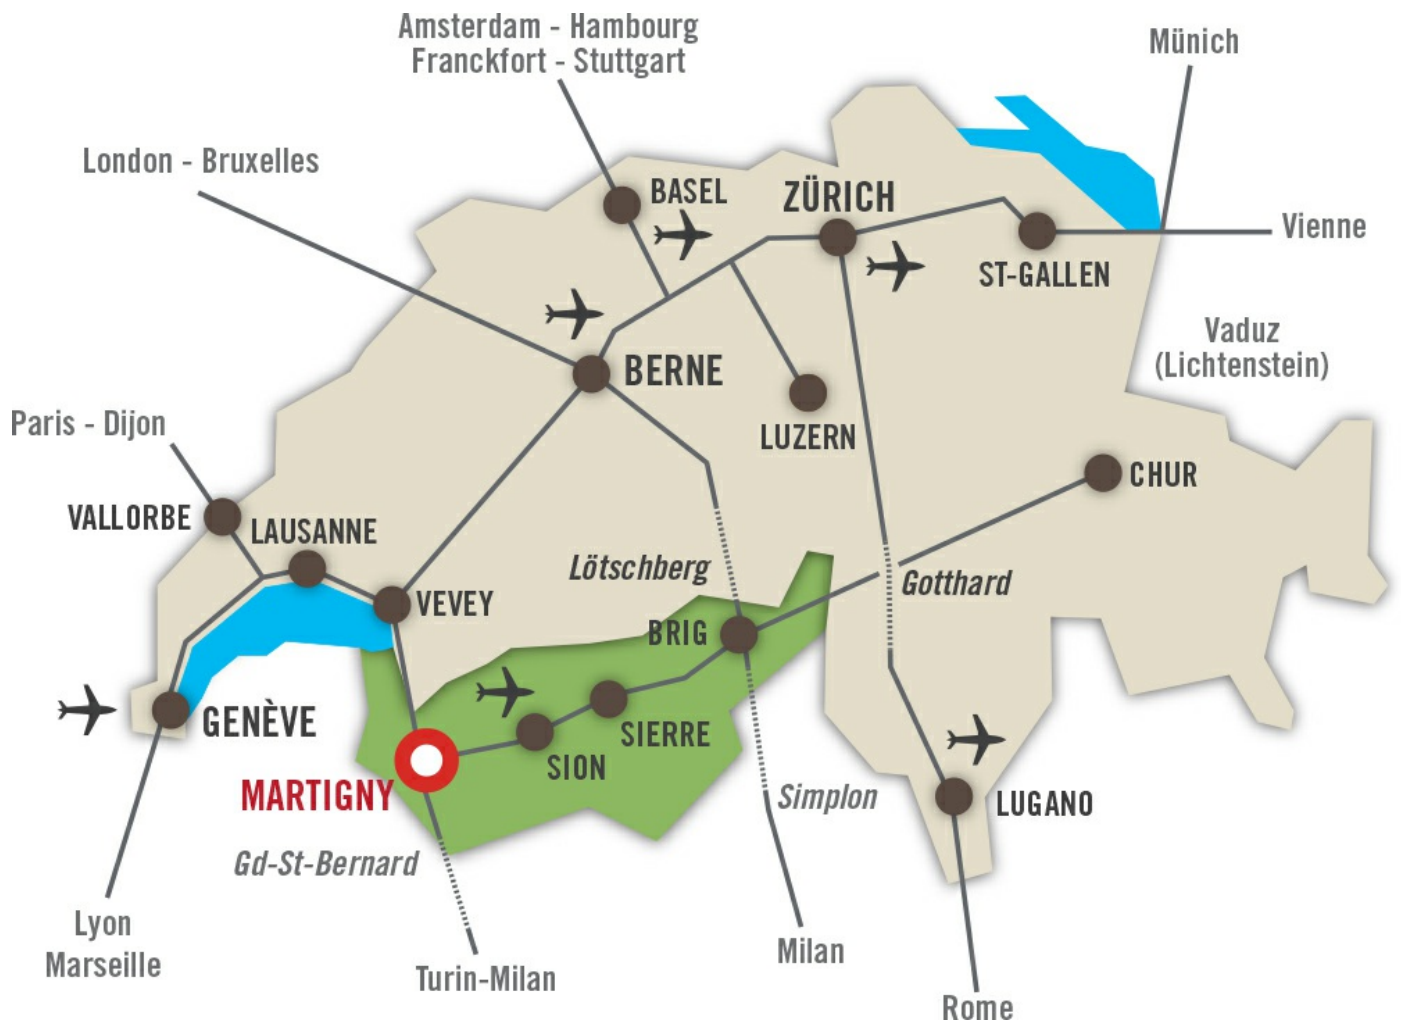 Amsterdam - Hambourg
Franckfort - Stuttgart
Münich
London - Bruxelles
BASEL
ZÜRICH
Vienne
ST-GALLEN
Vaduz
(Lichtenstein)
BERNE
Paris - Dijon
LUZERN
CHUR
VALLORBE
LAUSANNE
Lötschberg
Gotthard
VEVEY
BRIG
GENÈVE
SIERRE
SION
MARTIGNY
Simplon
LUGANO
Gd-St-Bernard
Lyon
Marseille
Turin-Milan
Milan
Rome